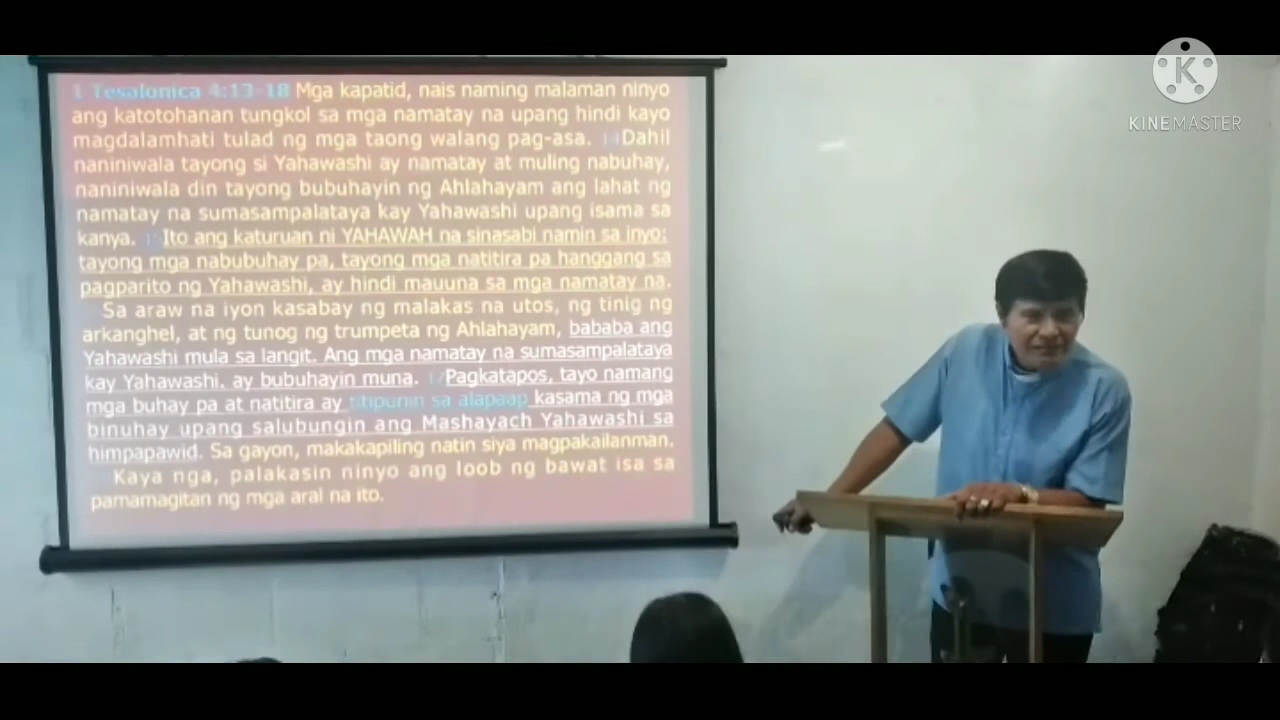 1 Tesalonica 4:13-18 Mga kapatid, nais naming malaman ninyo
ang katotohanan tungkol sa mga namatay na upang hindi kayo
magdalamhati tulad ng mga taong walang pag-asa. 14Dahil
naniniwala tayong si Yahawashi ay namatay at muling nabuhay,
naniniwala din tayong bubuhayin ng Ahlahayam ang lahat ng
namatay na sumasampalataya kay Yahawashi upang isama sa
kanya. 15Ito ang katuruan ni YAHAWAH na sinasabi namin sa inyo:
tayong mga nabubuhay pa, tayong mga natitira pa hanggang sa
pagparito ng Yahawashi, ay hindi mauuna sa mga namatay na.
Sa araw na iyon kasabay ng malakas na utos, ng tinig ng
arkanghel, at ng tunog ng trumpeta ng Ahlahayam, bababa ang
Yahawashi mula sa langit. Ang mga namatay na sumasampalataya
kay Yahawashi. ay bubuhayin muna. 17Pagkatapos, tayo namang
mga buhay pa at natitira ay titipunin sa alapaap kasama ng mga
binuhay upang salubungin ang Mashayach Yahawashi sa
himpapawid. Sa gayon, makakapiling natin siya magpakailanman.
Kaya nga, palakasin ninyo ang loob ng bawat isa sa
pamamagitan ng mga aral na ito.
K
KINEMASTER